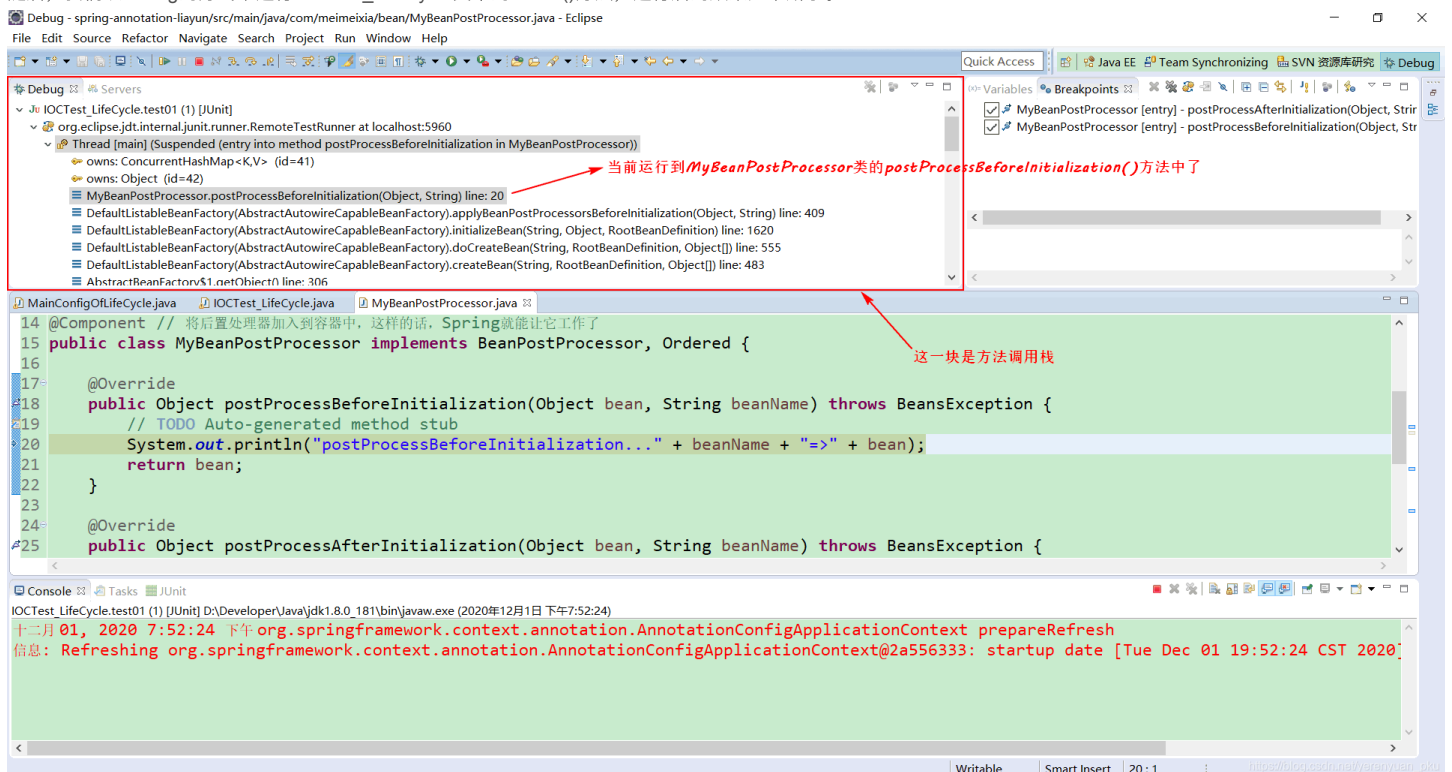 Debug - spring-annotation-liayun/src/main/java/com/meimeixia/bean/MyBeanPostProcessor.java - Eclipse
File Edit Source Refactor Navigate Search Project Run Window Help
Quick Access Java EE Team Synchronizing SVN 资源库研究 Debug
Debug Servers
IOCTest_LifeCycle.test01 (1) [JUnit]
org.eclipse.jdt.internal.junit.runner.RemoteTestRunner at localhost:5960
Thread [main] (Suspended (entry into method postProcessBeforeInitialization in MyBeanPostProcessor))
owns: ConcurrentHashMap<K,V> (id=41)
owns: Object (id=42)
MyBeanPostProcessor.postProcessBeforeInitialization(Object, String) line: 20
DefaultListableBeanFactory(AbstractAutowireCapableBeanFactory).applyBeanPostProcessorsBeforeInitialization(Object, String) line: 409
DefaultListableBeanFactory(AbstractAutowireCapableBeanFactory).initializeBean(String, Object, RootBeanDefinition) line: 1620
DefaultListableBeanFactory(AbstractAutowireCapableBeanFactory).doCreateBean(String, RootBeanDefinition, Object[]) line: 555
DefaultListableBeanFactory(AbstractAutowireCapableBeanFactory).createBean(String, RootBeanDefinition, Object[]) line: 483
AbstractBeanFactory$1.getObject() line: 306
当前运行到MyBeanPostProcessor类的postProcessBeforeInitialization()方法中了
Variables Breakpoints
MyBeanPostProcessor [entry] - postProcessAfterInitialization(Object, Strir
MyBeanPostProcessor [entry] - postProcessBeforeInitialization(Object, Str
MainConfigOfLifeCycle.java IOCTest_LifeCycle.java MyBeanPostProcessor.java
14 @Component // 将后置处理器加入到容器中，这样的话，Spring就能让它工作了
15 public class MyBeanPostProcessor implements BeanPostProcessor, Ordered {
这一块是方法调用栈
16
17 @Override
18 public Object postProcessBeforeInitialization(Object bean, String beanName) throws BeansException {
19 // TODO Auto-generated method stub
20 System.out.println("postProcessBeforeInitialization..." + beanName + "=>" + bean);
21 return bean;
22 }
23
24 @Override
25 public Object postProcessAfterInitialization(Object bean, String beanName) throws BeansException {
Console Tasks JUnit
IOCTest_LifeCycle.test01 (1) [JUnit] D:\Developer\Java\jdk1.8.0_181\bin\javaw.exe (2020年12月1日 下午7:52:24)
十二月 01, 2020 7:52:24 下午 org.springframework.context.annotation.AnnotationConfigApplicationContext prepareRefresh
信息: Refreshing org.springframework.context.annotation.AnnotationConfigApplicationContext@2a556333: startup date [Tue Dec 01 19:52:24 CST 2020]
Writable Smart Insert 20 : 1